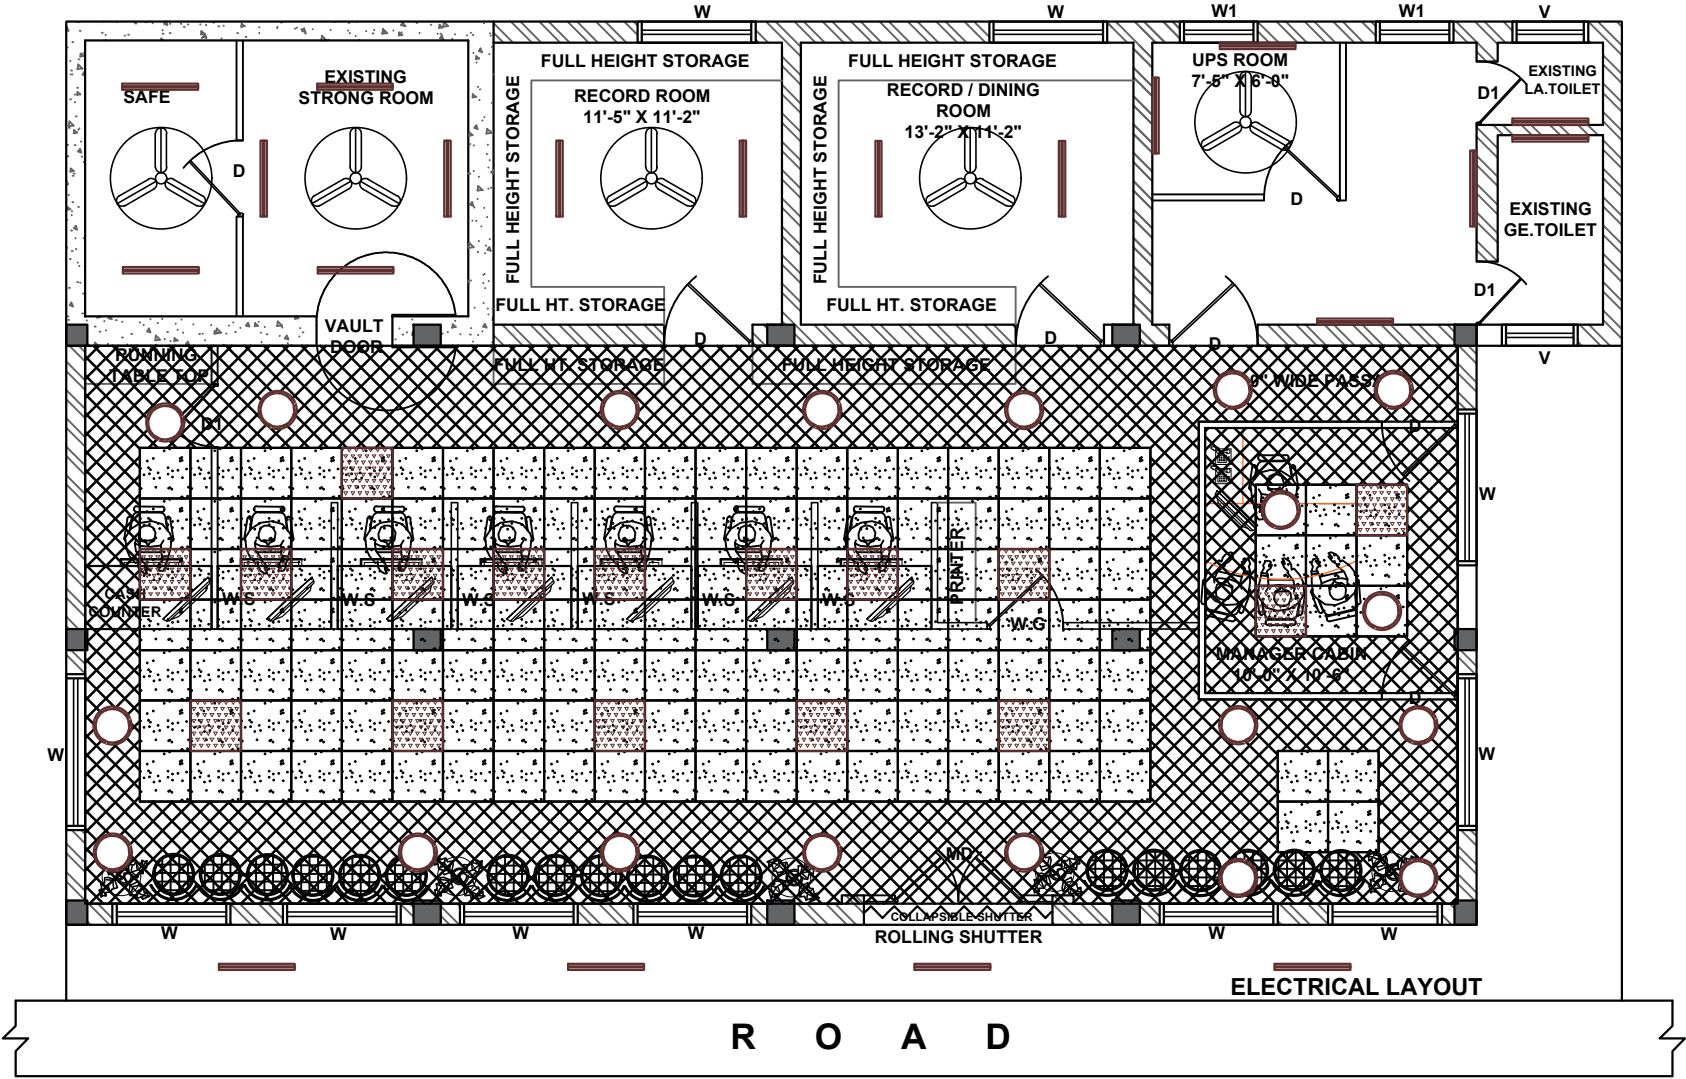 W
W
W1
W1
V
FULL HEIGHT STORAGE
FULL HEIGHT STORAGE
UPS ROOM
7'-5" X 6'-0"
EXISTING
STRONG ROOM
SAFE
EXISTING
LA.TOILET
D1
RECORD ROOM
11'-5" X 11'-2"
RECORD / DINING
ROOM
13'-2" X 11'-2"
FULL HEIGHT STORAGE
FULL HEIGHT STORAGE
D
D
EXISTING
GE.TOILET
D1
FULL HT. STORAGE
FULL HT. STORAGE
VAULT
DOOR
D
D
D
V
RUNNING
TABLE TOP
FULL HT. STORAGE
FULL HEIGHT STORAGE
WIDE
D1
D
W
PRINTER
CASH
COUNTER
W.S
W.S
W.S
W.S
W.S
W.S
W.G
MANAGER CABIN
10'-0" X 10'-6"
D
W
W
MD
COLLAPSIBLE SHUTTER
ROLLING SHUTTER
W
W
W
W
W
W
ELECTRICAL LAYOUT
R O A D